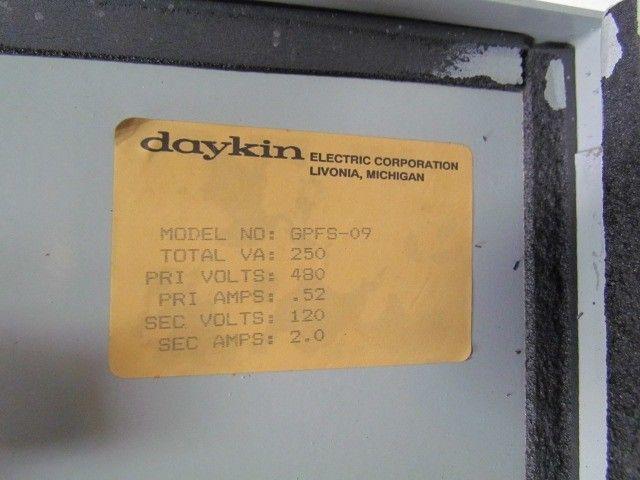 daykin ELECTRIC CORPORATION
LIVONIA, MICHIGAN
MODEL NO: GPFS-09
TOTAL VA: 250
PRI VOLTS: 480
PRI AMPS: .52
SEC VOLTS: 120
SEC AMPS: 2.0